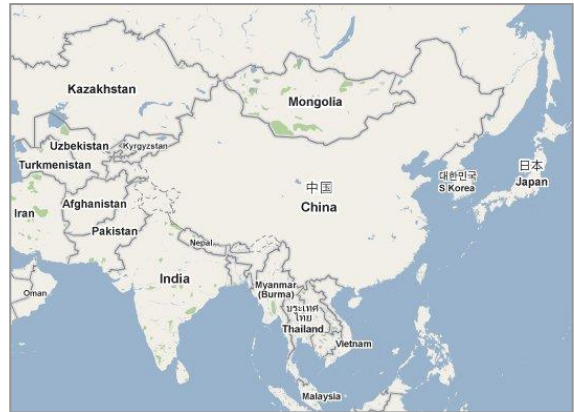 Kazakhstan
Mongolia
Uzbekistan
Kyrgyzstan
Turkmenistan
日本
Japan
대한민국
S Korea
中国
China
Afghanistan
Iran
Pakistan
Nepal
India
Oman
Myanmar
(Burma)
ประเทศ
ไทย
Thailand
Vietnam
Malaysia